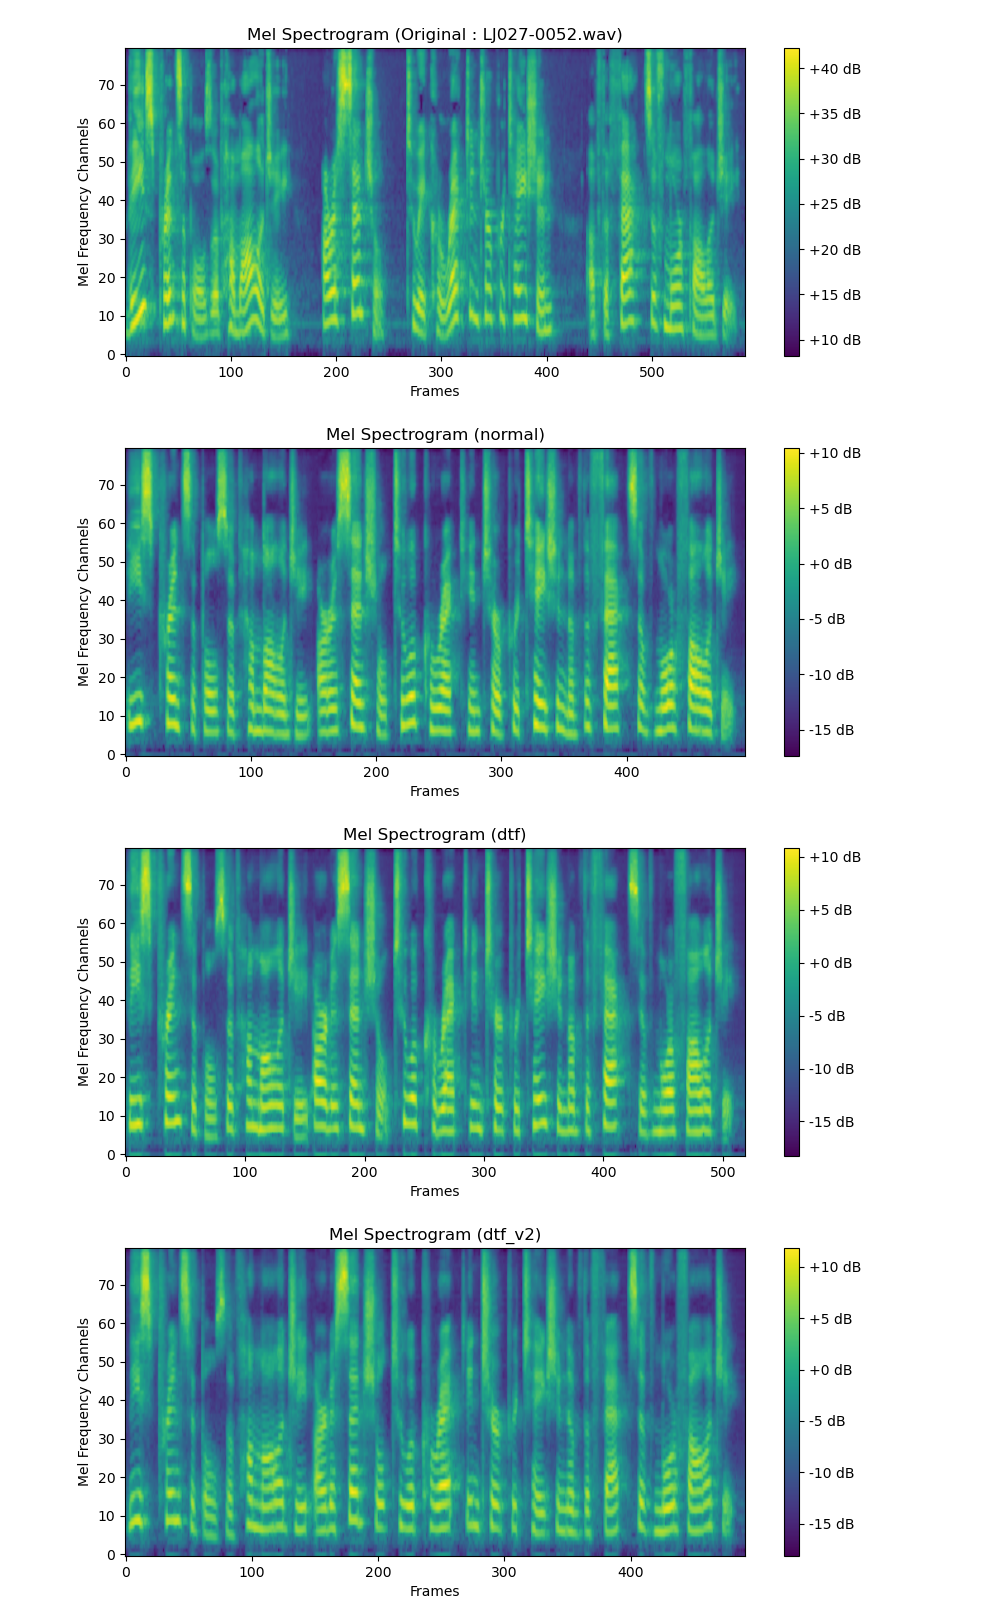 Mel Spectrogram (Original : LJ027-0052.wav)
Mel Frequency Channels
70
60
50
40
30
20
10
0
0 100 200 300 400 500
Frames
+40 dB
+35 dB
+30 dB
+25 dB
+20 dB
+15 dB
+10 dB
Mel Spectrogram (normal)
Mel Frequency Channels
70
60
50
40
30
20
10
0
0 100 200 300 400
Frames
+10 dB
+5 dB
+0 dB
-5 dB
-10 dB
-15 dB
Mel Spectrogram (dtf)
Mel Frequency Channels
70
60
50
40
30
20
10
0
0 100 200 300 400 500
Frames
+10 dB
+5 dB
+0 dB
-5 dB
-10 dB
-15 dB
Mel Spectrogram (dtf_v2)
Mel Frequency Channels
70
60
50
40
30
20
10
0
0 100 200 300 400
Frames
+10 dB
+5 dB
+0 dB
-5 dB
-10 dB
-15 dB